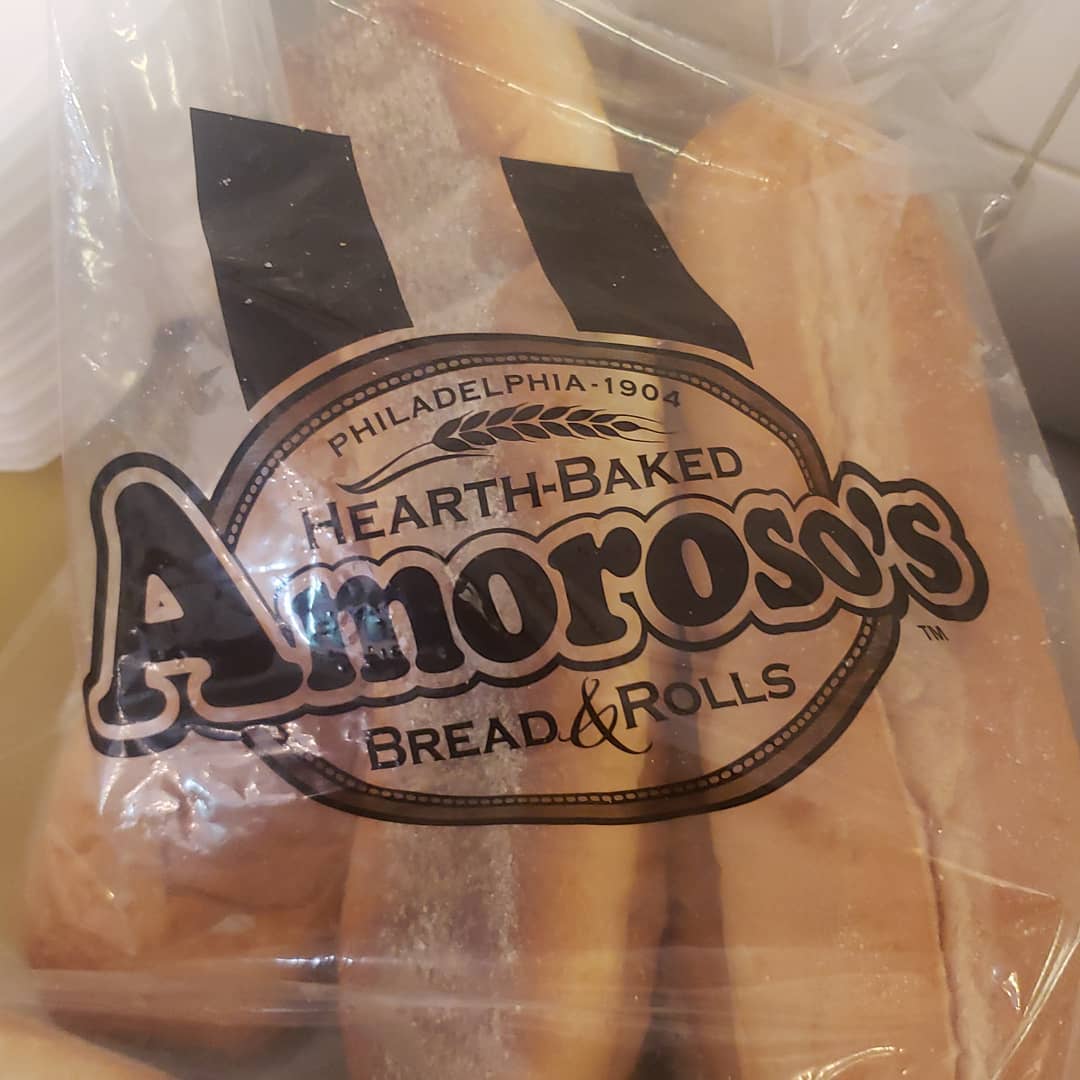 PHILADELPHIA-1904
HEARTH-BAKED
Amoroso's
TM
BREAD & ROLLS